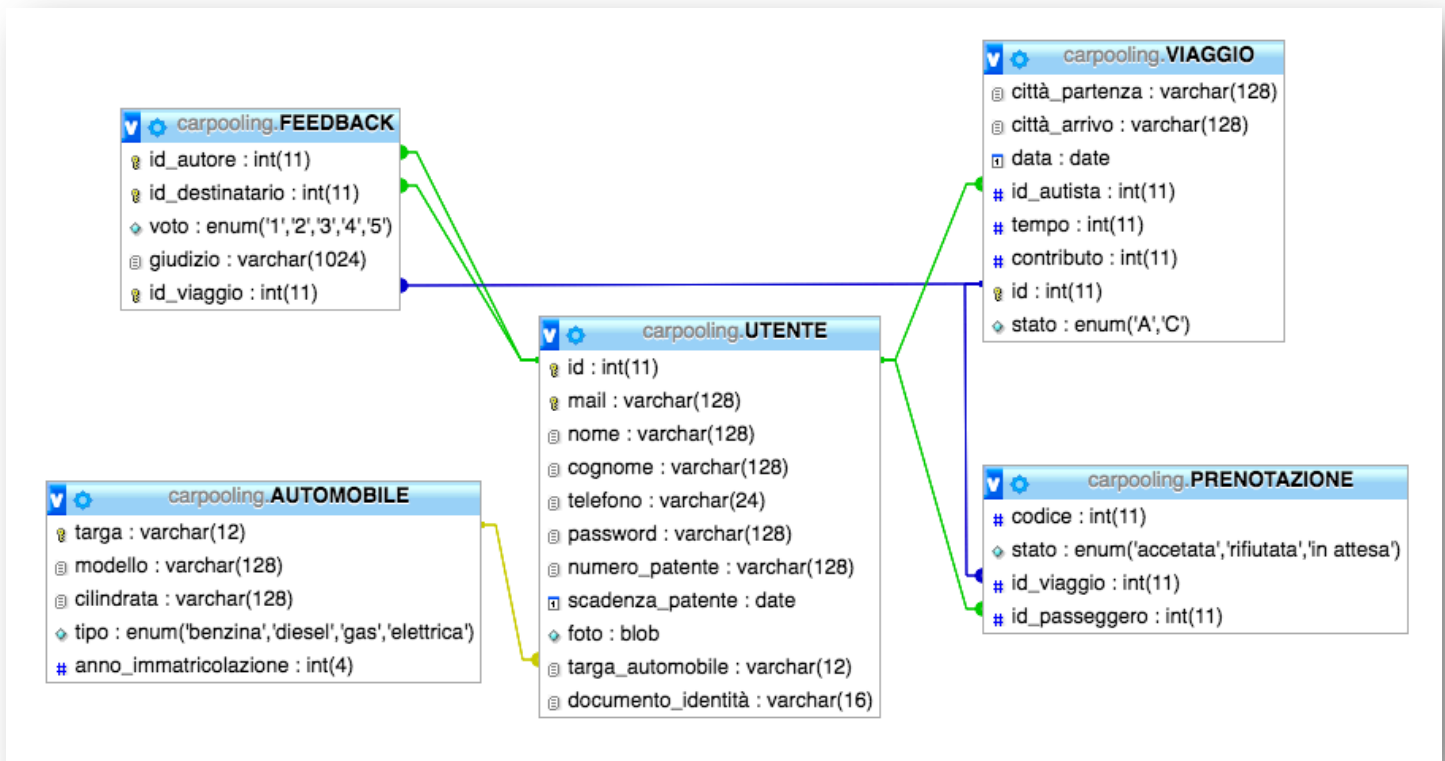 carpooling.FEEDBACK
id_autore : int(11)
id_destinatario : int(11)
voto : enum('1','2','3','4','5')
giudizio : varchar(1024)
id_viaggio : int(11)
carpooling.VIAGGIO
città_partenza : varchar(128)
città_arrivo : varchar(128)
data : date
id_autista : int(11)
tempo : int(11)
contributo : int(11)
id : int(11)
stato : enum('A','C')
carpooling.UTENTE
id : int(11)
mail : varchar(128)
nome : varchar(128)
cognome : varchar(128)
telefono : varchar(24)
password : varchar(128)
numero_patente : varchar(128)
scadenza_patente : date
foto : blob
targa_automobile : varchar(12)
documento_identità : varchar(16)
carpooling.AUTOMOBILE
targa : varchar(12)
modello : varchar(128)
cilindrata : varchar(128)
tipo : enum('benzina','diesel','gas','elettrica')
anno_immatricolazione : int(4)
carpooling.PRENOTAZIONE
codice : int(11)
stato : enum('accetata','rifiutata','in attesa')
id_viaggio : int(11)
id_passeggero : int(11)